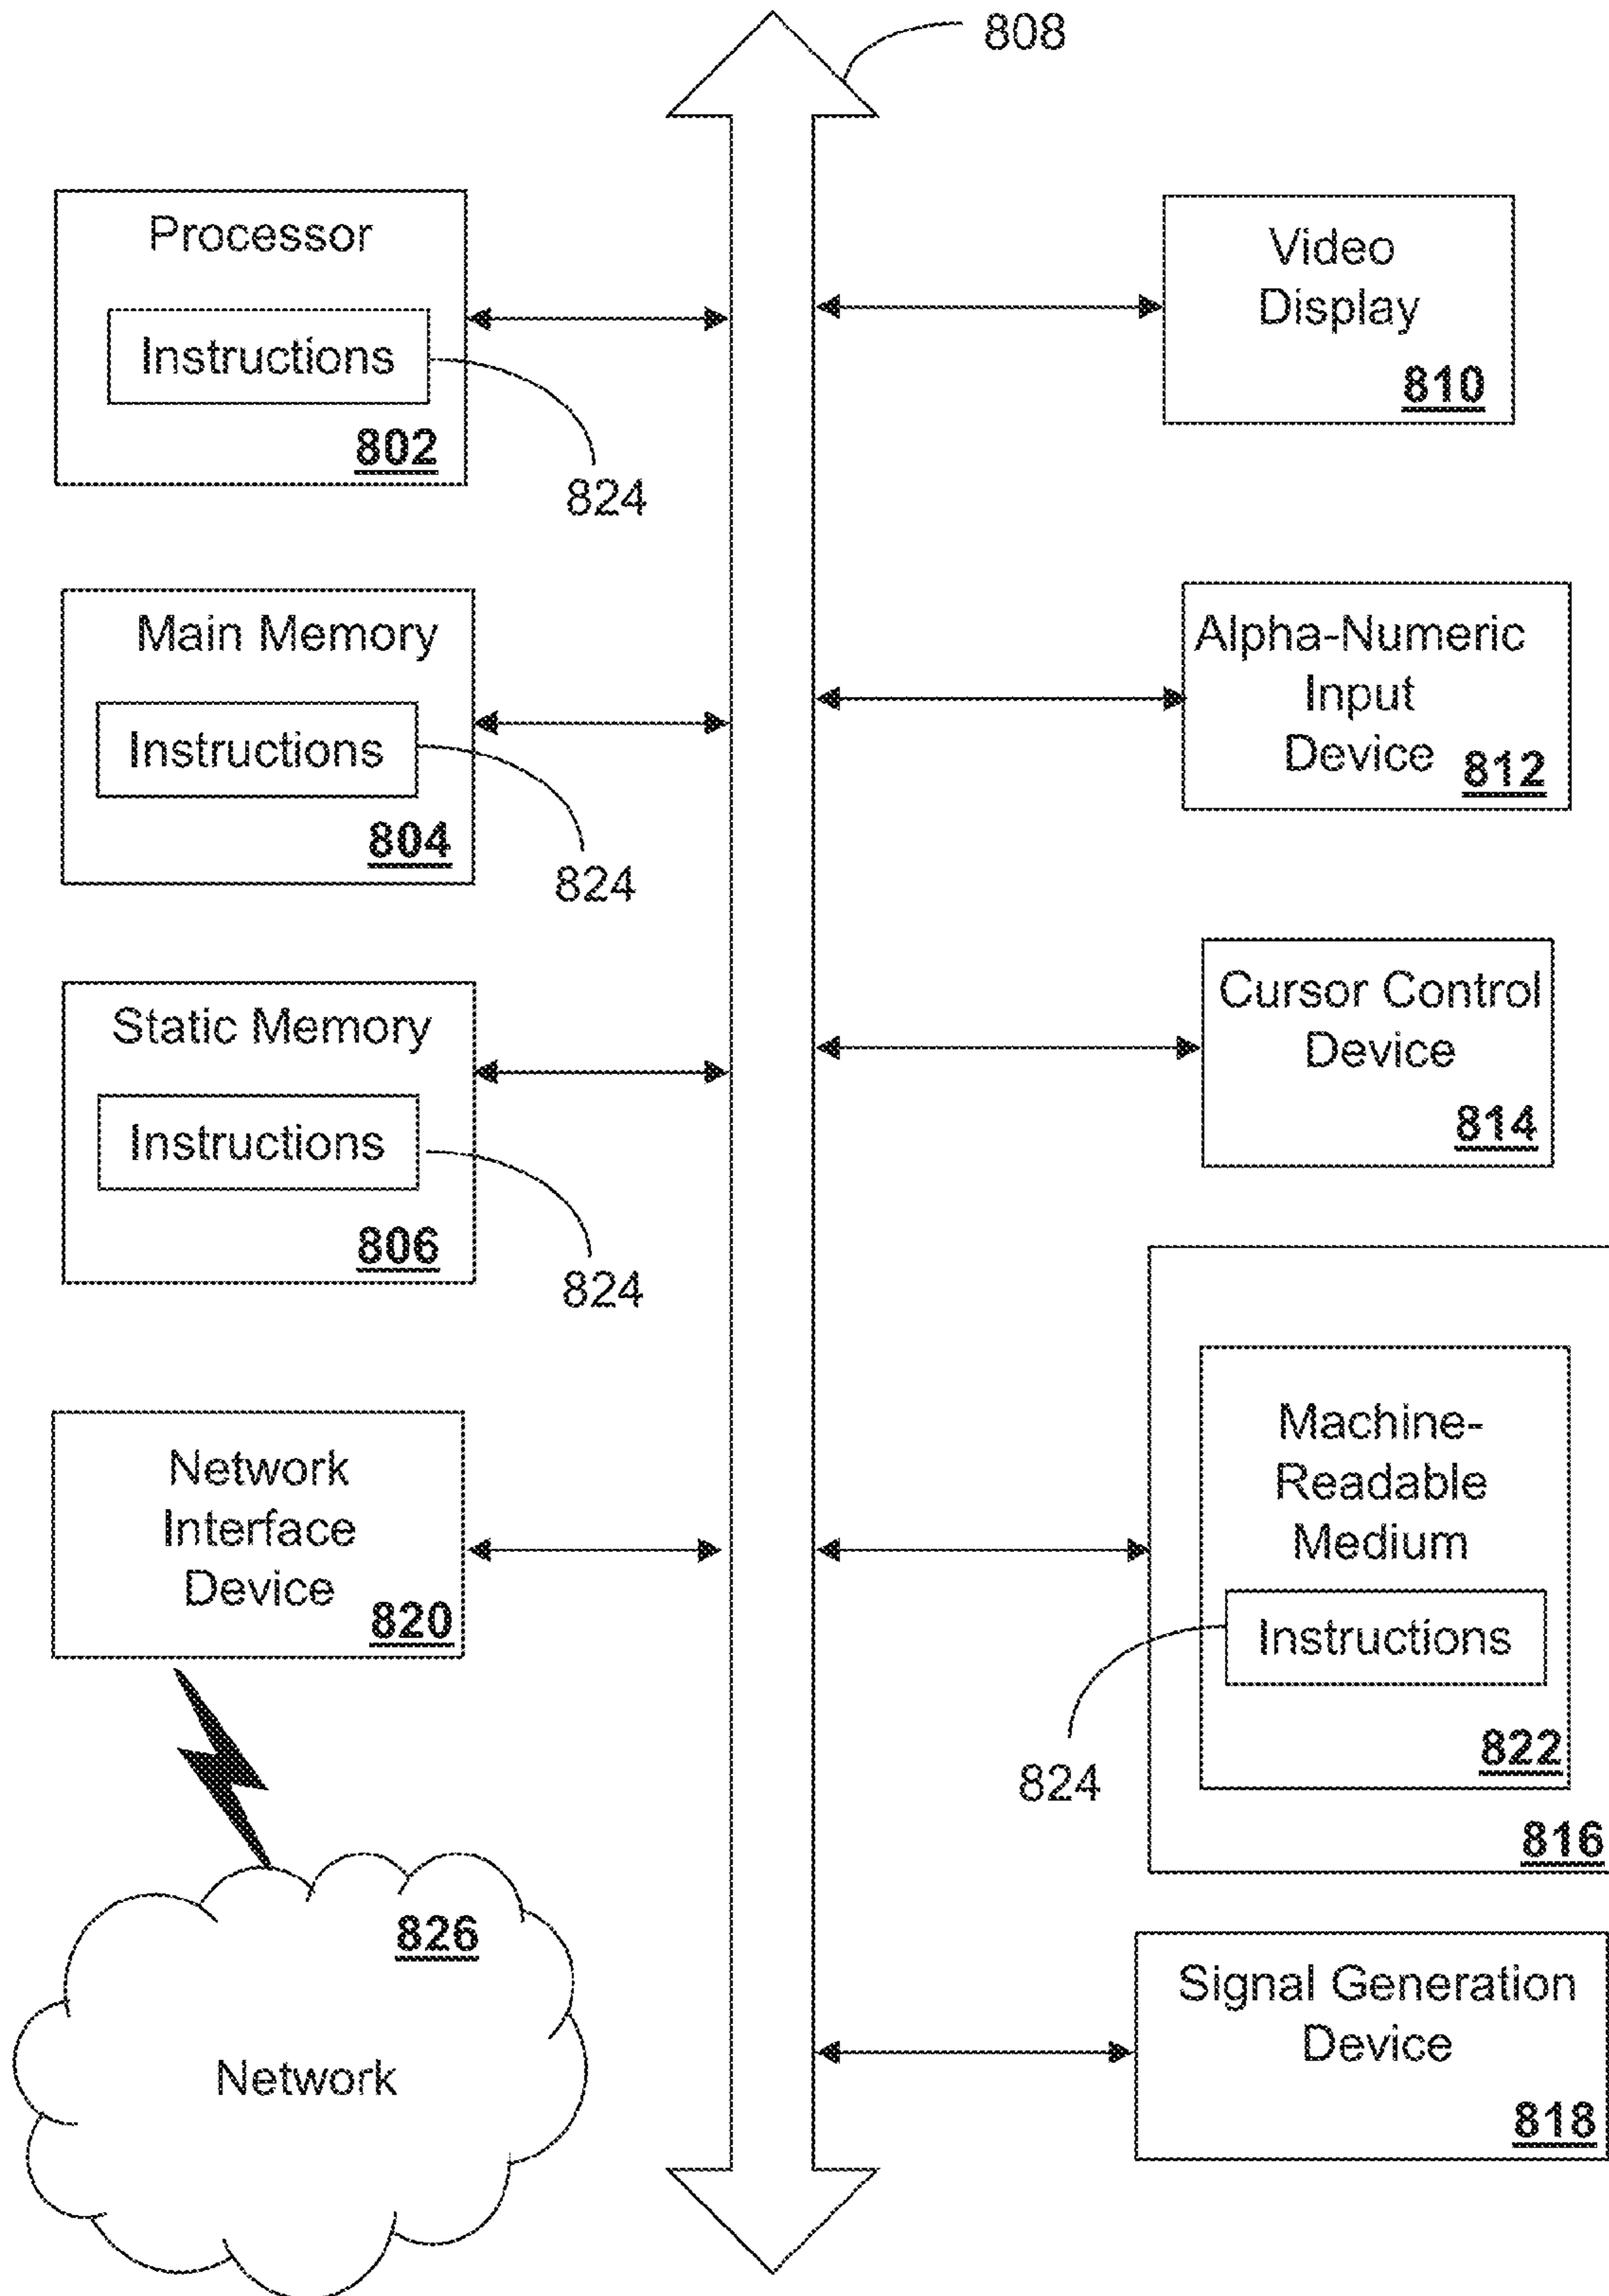 808
Processor
Instructions
802
824
Main Memory
Instructions
804
824
Static Memory
Instructions
806
824
Network
Interface
Device
820
826
Network
Video
Display
810
Alpha-Numeric
Input
Device
812
Cursor Control
Device
814
Machine-
Readable
Medium
Instructions
822
824
816
Signal Generation
Device
818